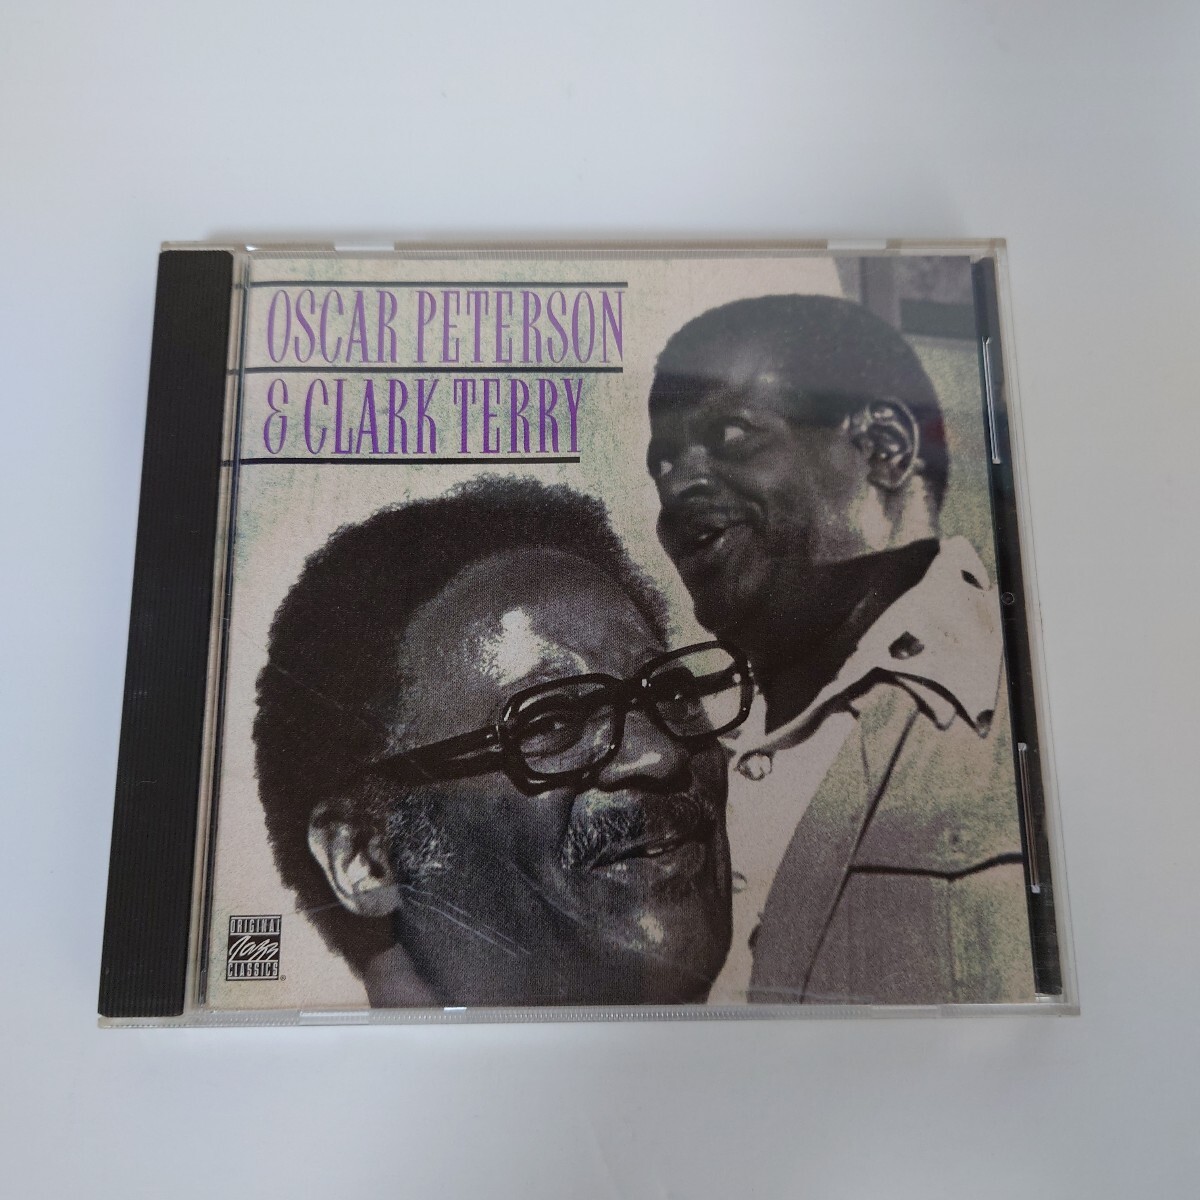 OSCAR PETERSON
& CLARK TERRY
ORIGINAL
Jazz
CLASSICS®